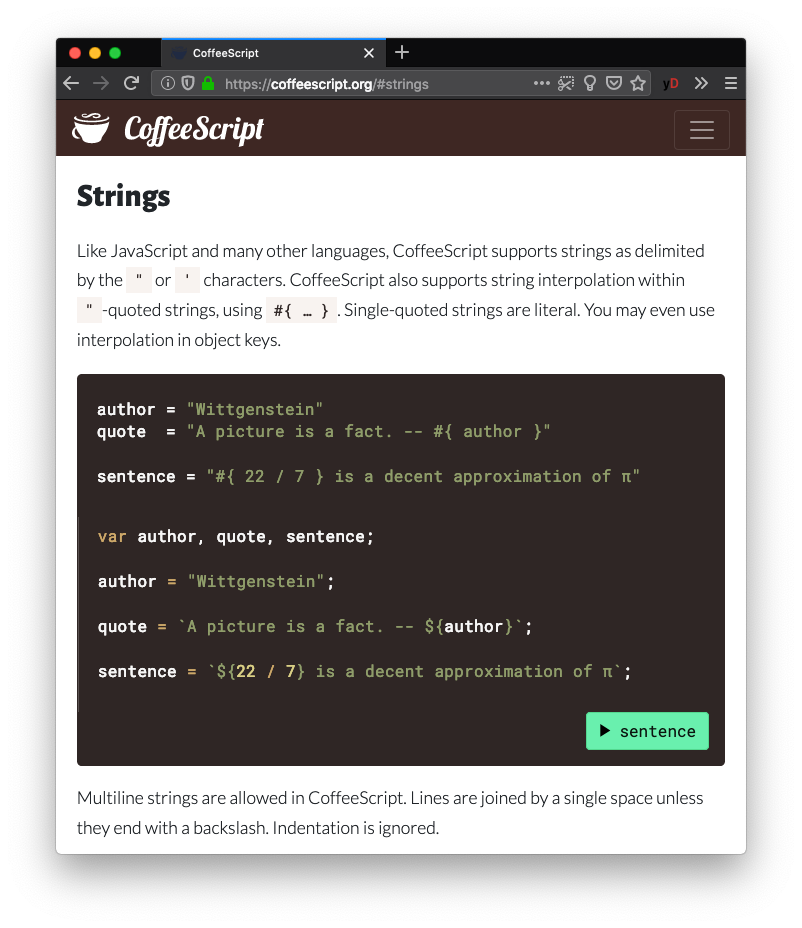 CoffeeScript
https://coffeescript.org/#strings
yD
CoffeeScript
Strings
Like JavaScript and many other languages, CoffeeScript supports strings as delimited
by the " or ' characters. CoffeeScript also supports string interpolation within
"-quoted strings, using #{ … }. Single-quoted strings are literal. You may even use
interpolation in object keys.
author = "Wittgenstein"
quote  = "A picture is a fact. -- #{ author }"
sentence = "#{ 22 / 7 } is a decent approximation of π"
var author, quote, sentence;
author = "Wittgenstein";
quote = `A picture is a fact. -- ${author}`;
sentence = `${22 / 7} is a decent approximation of π`;
sentence
Multiline strings are allowed in CoffeeScript. Lines are joined by a single space unless
they end with a backslash. Indentation is ignored.